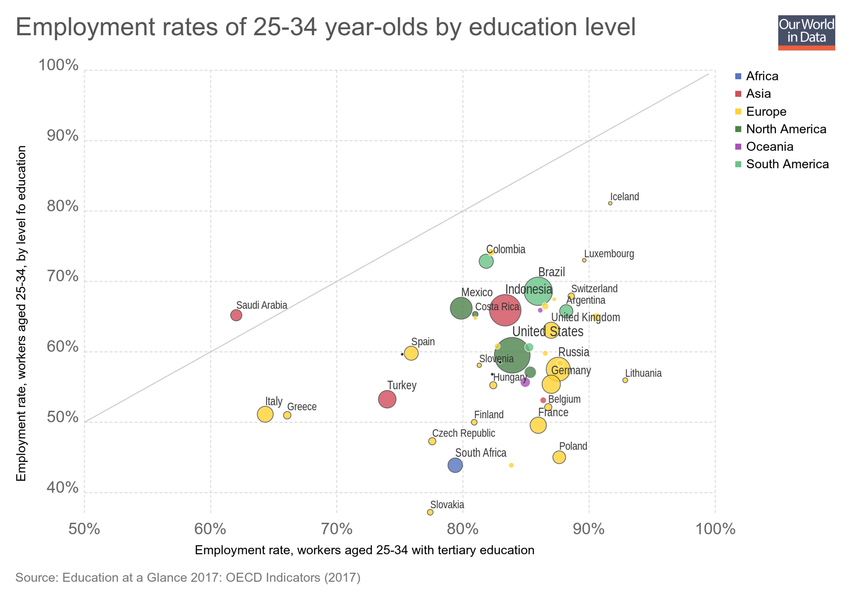 Employment rates of 25-34 year-olds by education level
Our World
in Data
Africa
Asia
Europe
North America
Oceania
South America
Employment rate, workers aged 25-34, by level fo education
100%
90%
80%
70%
60%
50%
40%
Iceland
Colombia
Luxembourg
Brazil
Switzerland
Indonesia
Mexico
Argentina
Costa Rica
Saudi Arabia
United Kingdom
United States
Spain
Russia
Slovenia
Germany
Hungary
Lithuania
Turkey
Belgium
Italy
Greece
France
Finland
Czech Republic
Poland
South Africa
Slovakia
50%
60%
70%
80%
90%
100%
Employment rate, workers aged 25-34 with tertiary education
Source: Education at a Glance 2017: OECD Indicators (2017)